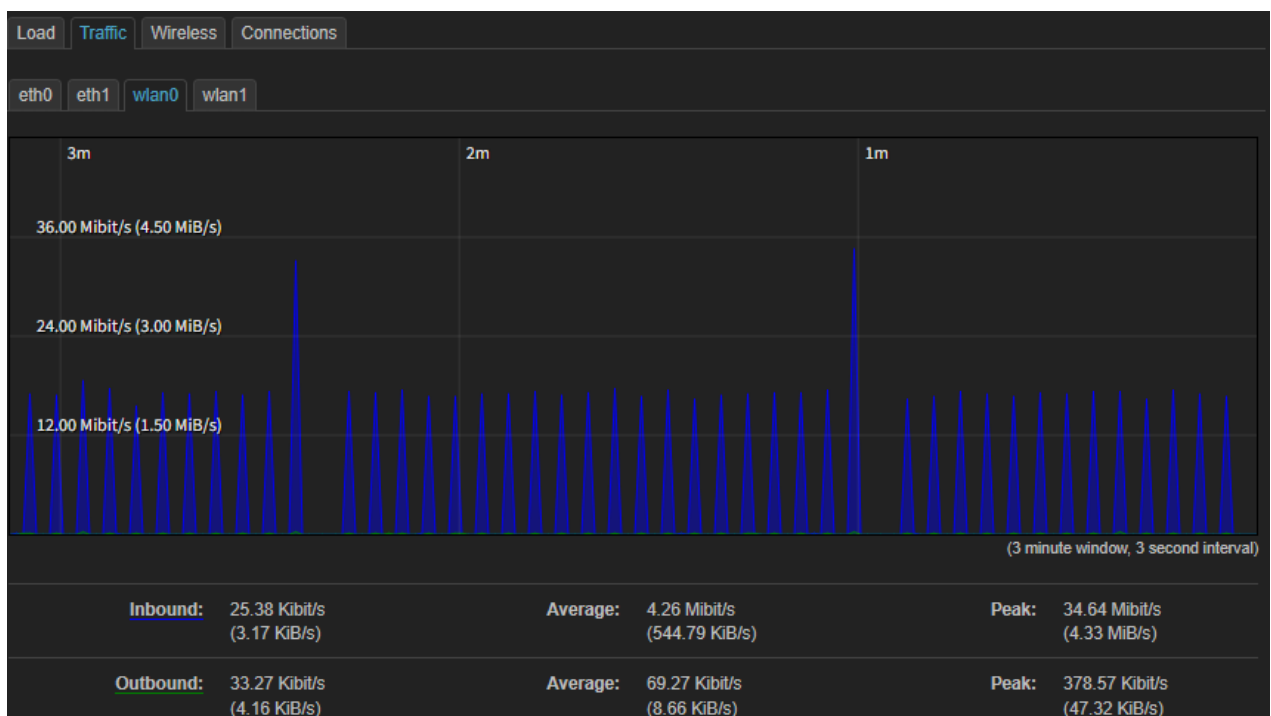 Load Traffic Wireless Connections
eth0 eth1 wlan0 wlan1
3m 2m 1m
36.00 Mibit/s (4.50 MiB/s)
24.00 Mibit/s (3.00 MiB/s)
12.00 Mibit/s (1.50 MiB/s)
(3 minute window, 3 second interval)
Inbound: 25.38 Kibit/s Average: 4.26 Mibit/s Peak: 34.64 Mibit/s
(3.17 KiB/s) (544.79 KiB/s) (4.33 MiB/s)
Outbound: 33.27 Kibit/s Average: 69.27 Kibit/s Peak: 378.57 Kibit/s
(4.16 KiB/s) (8.66 KiB/s) (47.32 KiB/s)